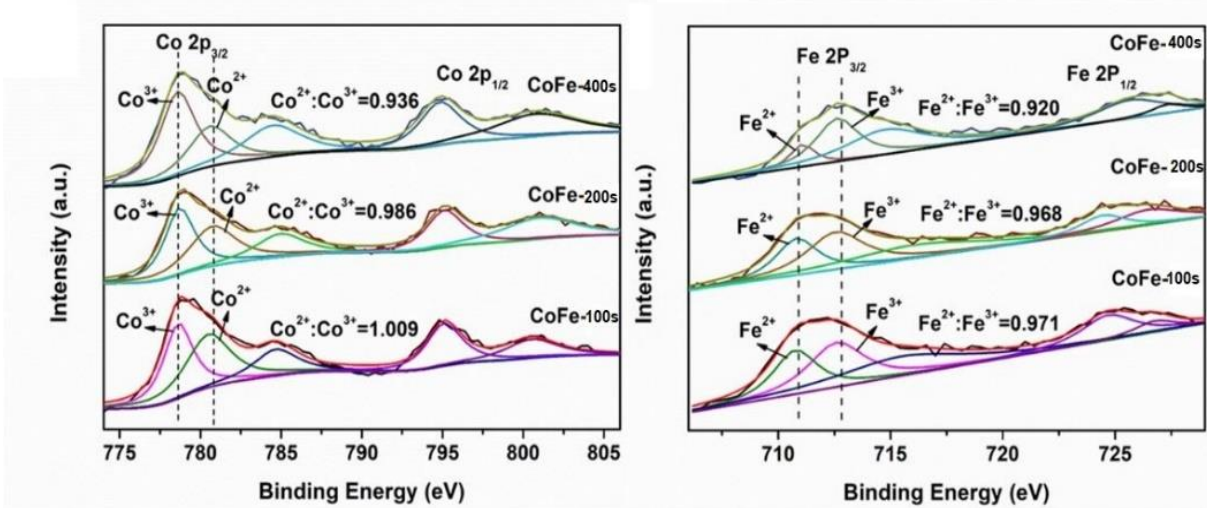 Co 2p3/2
Co 2p1/2
CoFe-400s
Co3+
Co2+
Co2+:Co3+=0.936
CoFe-200s
Co3+
Co2+
Co2+:Co3+=0.986
CoFe-100s
Co3+
Co2+
Co2+:Co3+=1.009
Intensity (a.u.)
775 780 785 790 795 800 805
Binding Energy (eV)
CoFe-400s
Fe 2P3/2
Fe 2P1/2
Fe2+
Fe3+
Fe2+:Fe3+=0.920
CoFe-200s
Fe2+
Fe3+
Fe2+:Fe3+=0.968
CoFe-100s
Fe2+
Fe3+
Fe2+:Fe3+=0.971
Intensity (a.u.)
710 715 720 725
Binding Energy (eV)